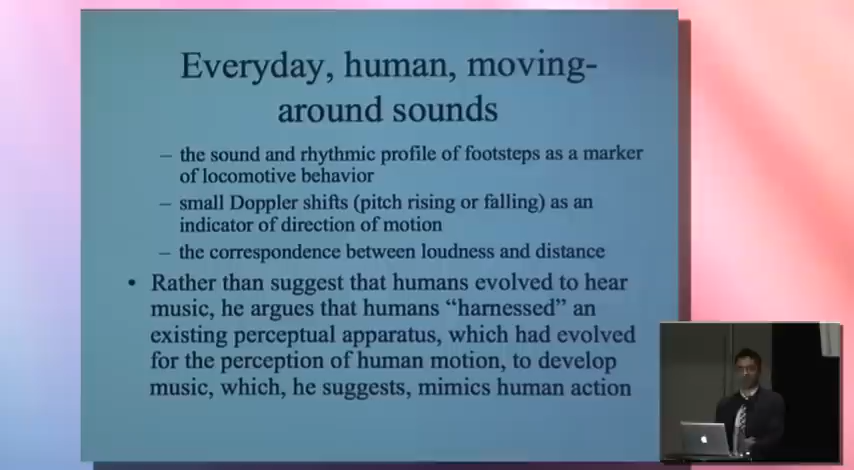 Everyday, human, moving-
around sounds
– the sound and rhythmic profile of footsteps as a marker
of locomotive behavior
– small Doppler shifts (pitch rising or falling) as an
indicator of direction of motion
– the correspondence between loudness and distance
• Rather than suggest that humans evolved to hear
music, he argues that humans “harnessed” an
existing perceptual apparatus, which had evolved
for the perception of human motion, to develop
music, which, he suggests, mimics human action